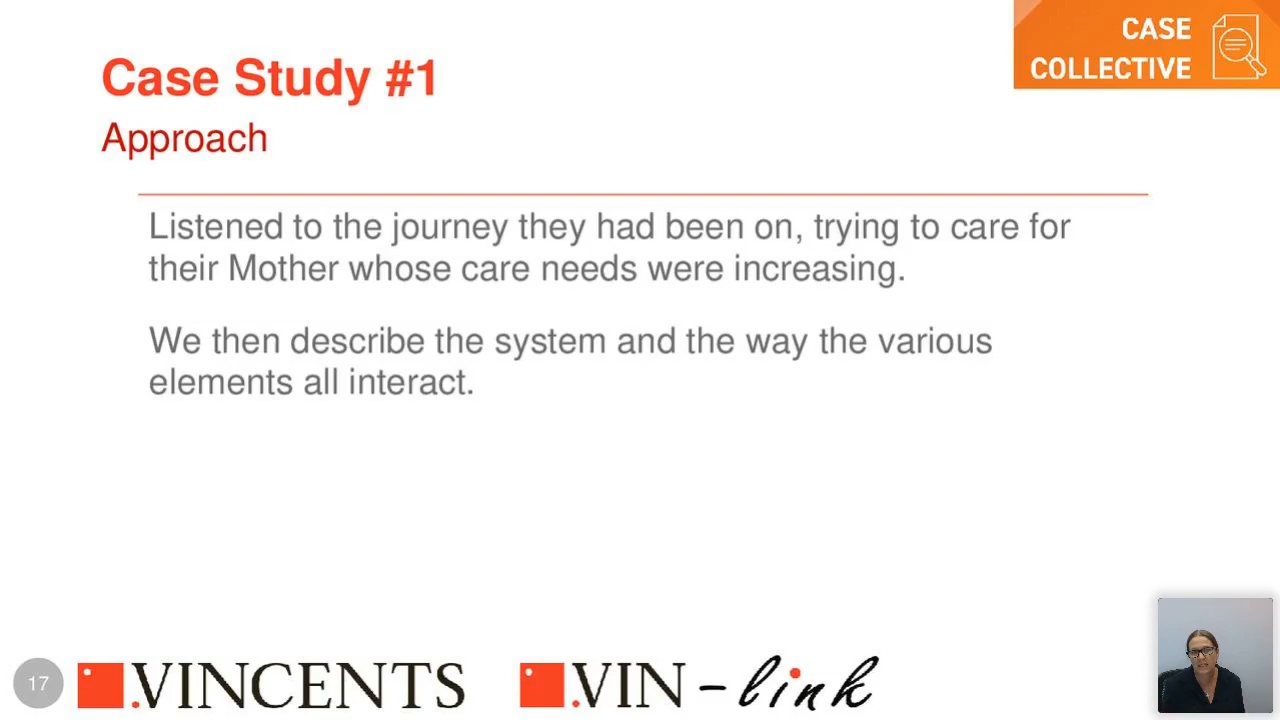 CASE
COLLECTIVE
Case Study #1
Approach
Listened to the journey they had been on, trying to care for
their Mother whose care needs were increasing.
We then describe the system and the way the various
elements all interact.
17
.VINCENTS
.VIN-link